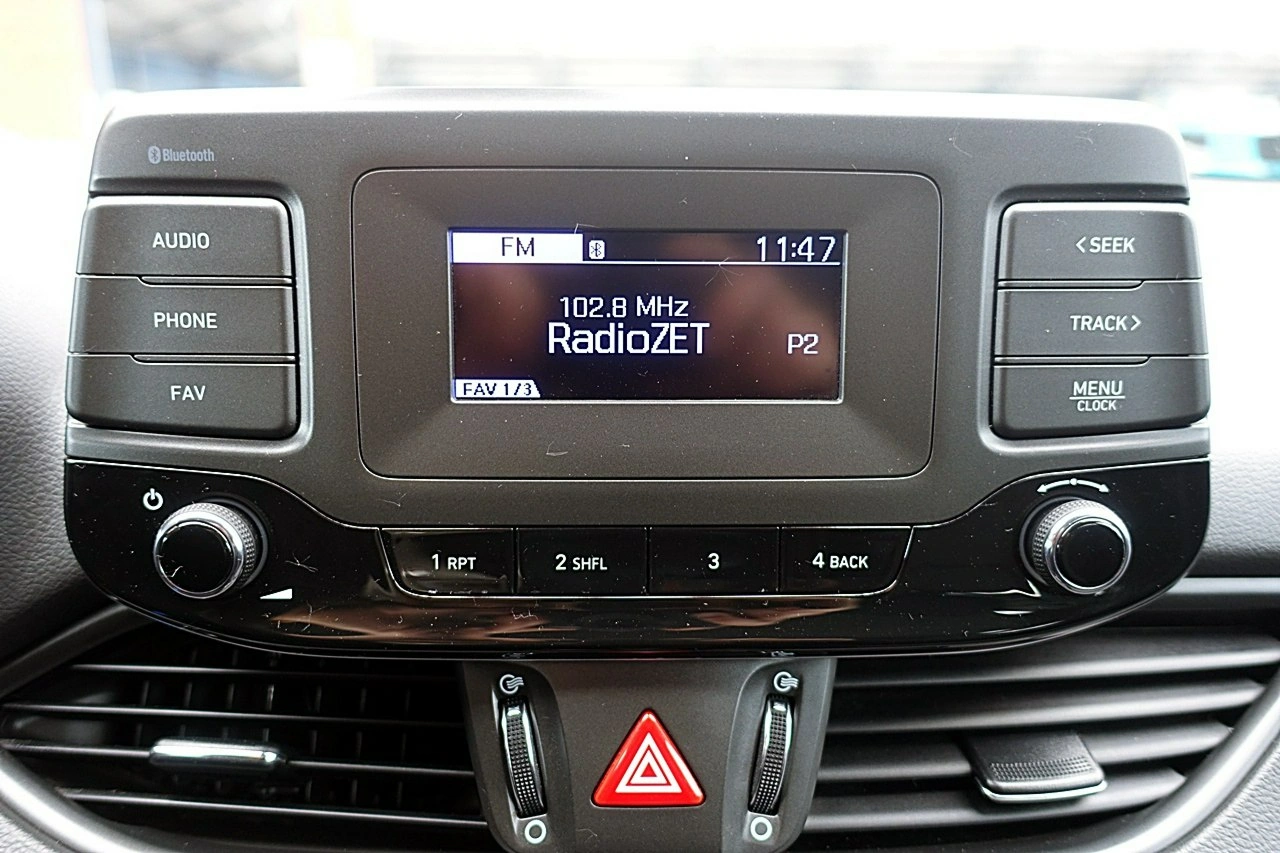 Bluetooth
AUDIO
PHONE
FAV
FM 11:47
102.8 MHz
RadioZET
P2
FAV 1/3
< SEEK
TRACK >
MENU
CLOCK
1 RPT
2 SHFL
3
4 BACK